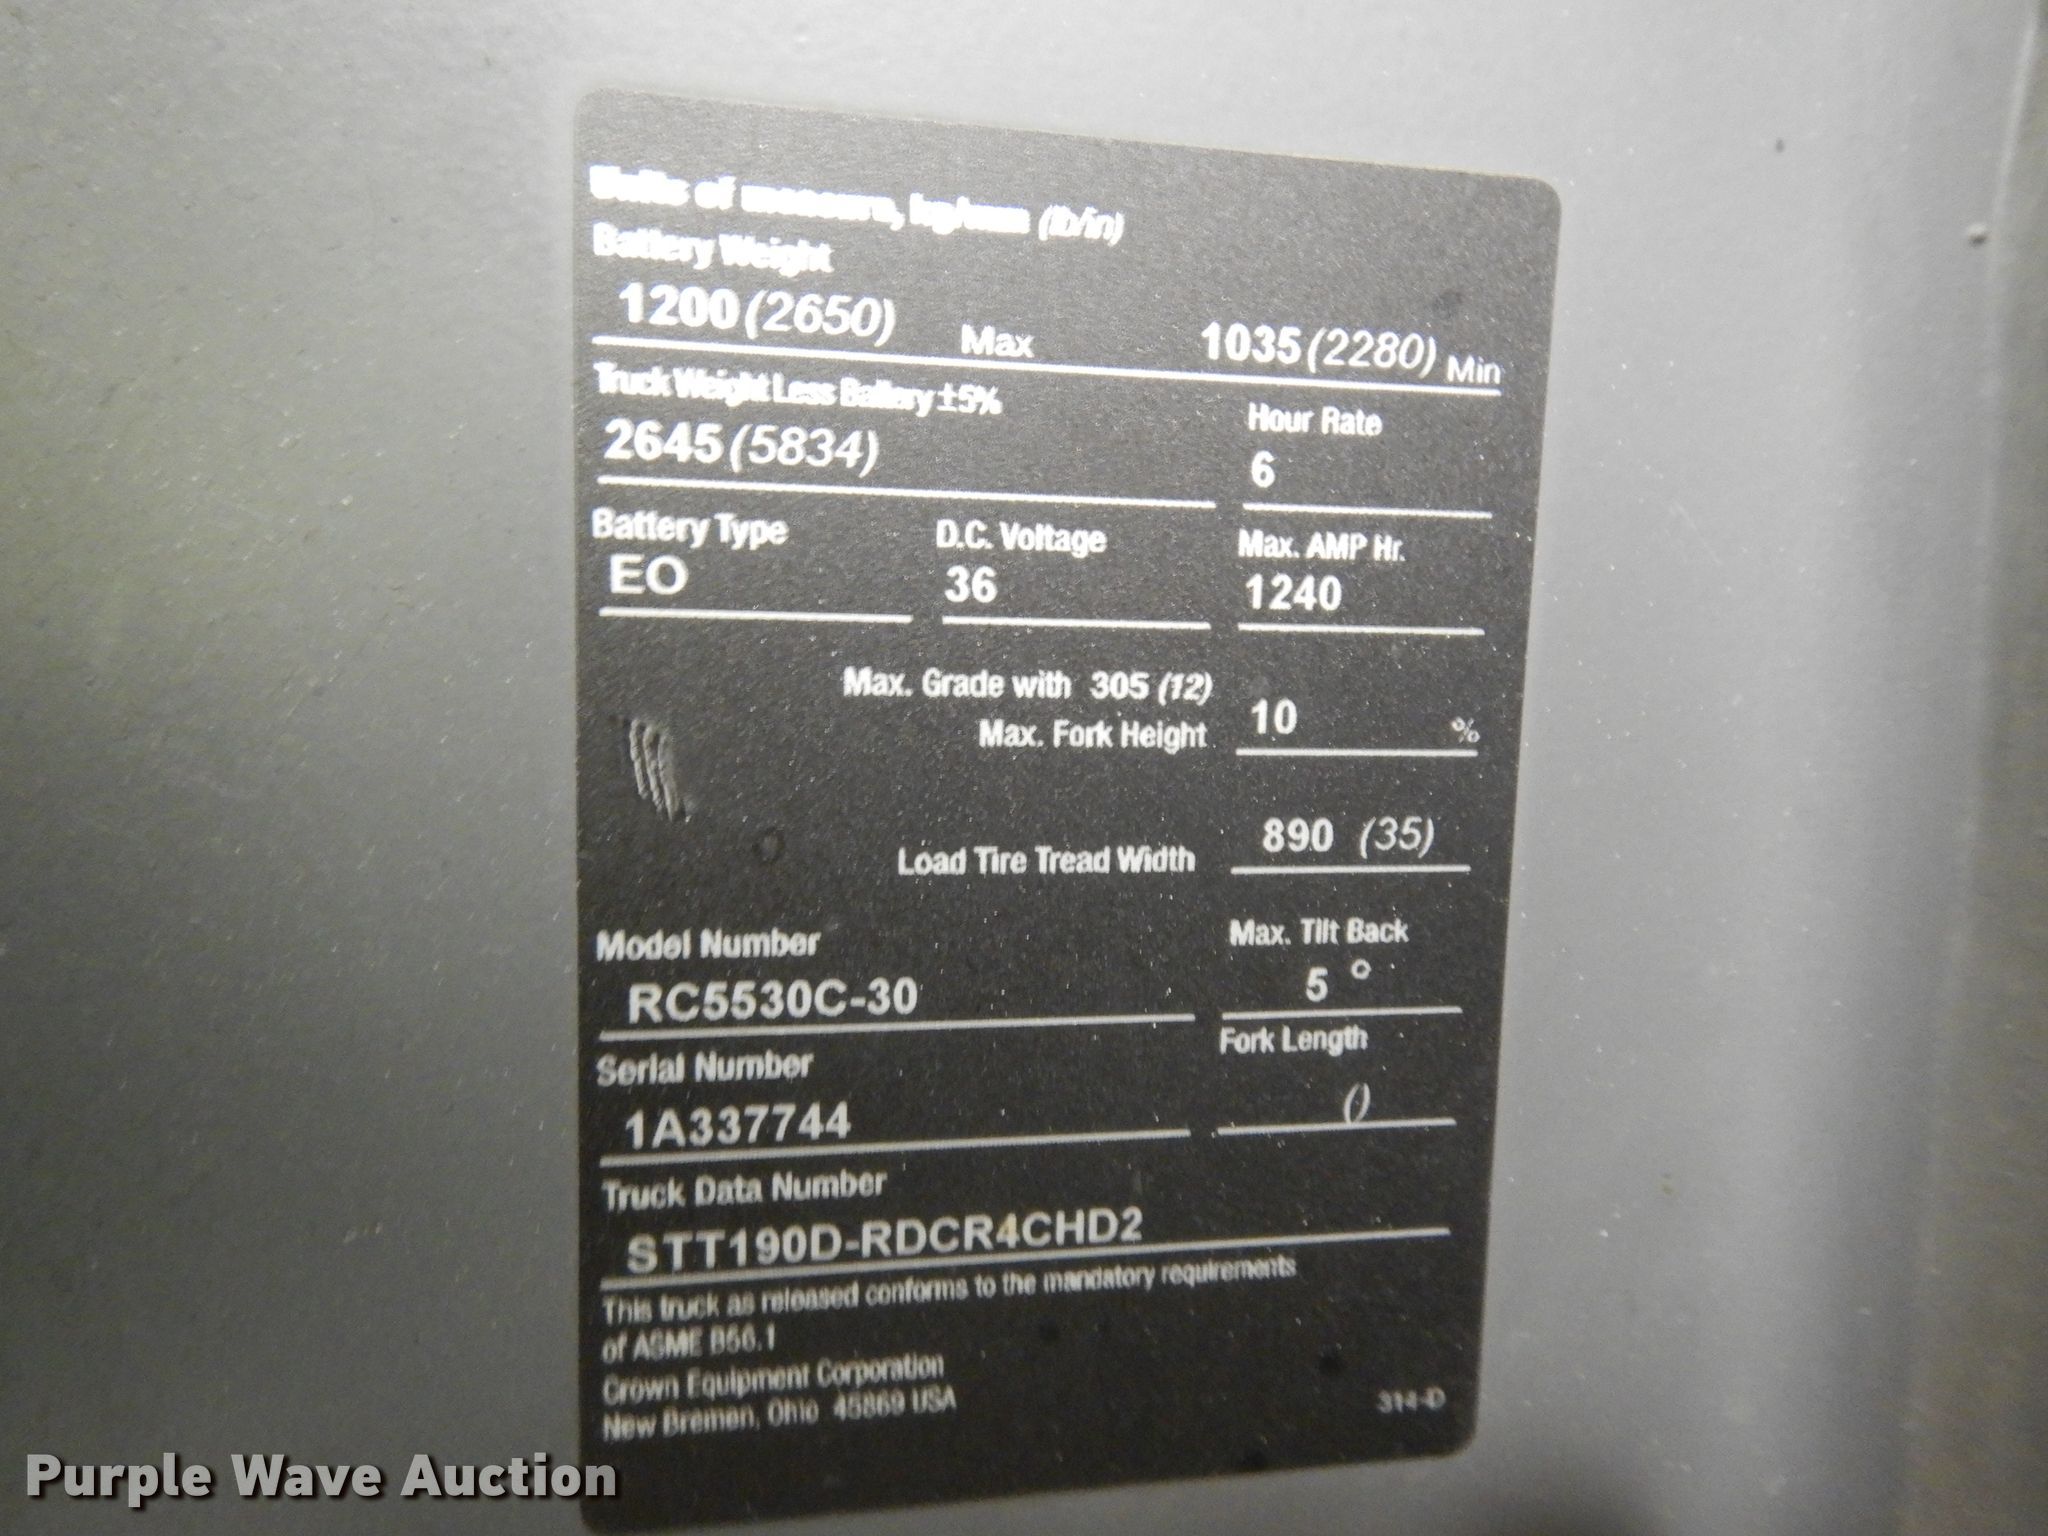 Units of measure, kg/mm (lb/in)
Battery Weight
1200 (2650) Max 1035 (2280) Min
Truck Weight Less Battery ±5%
2645 (5834)
Hour Rate
6
Battery Type
EO
D.C. Voltage
36
Max. AMP Hr.
1240
Max. Grade with 305 (12)
Max. Fork Height
10 %
Load Tire Tread Width
890 (35)
Model Number
RC5530C-30
Max. Tilt Back
5 °
Serial Number
1A337744
Fork Length
()
Truck Data Number
STT190D-RDCR4CHD2
This truck as released conforms to the mandatory requirements
of ASME B56.1
Crown Equipment Corporation
New Bremen, Ohio 45869 USA
314-D
Purple Wave Auction